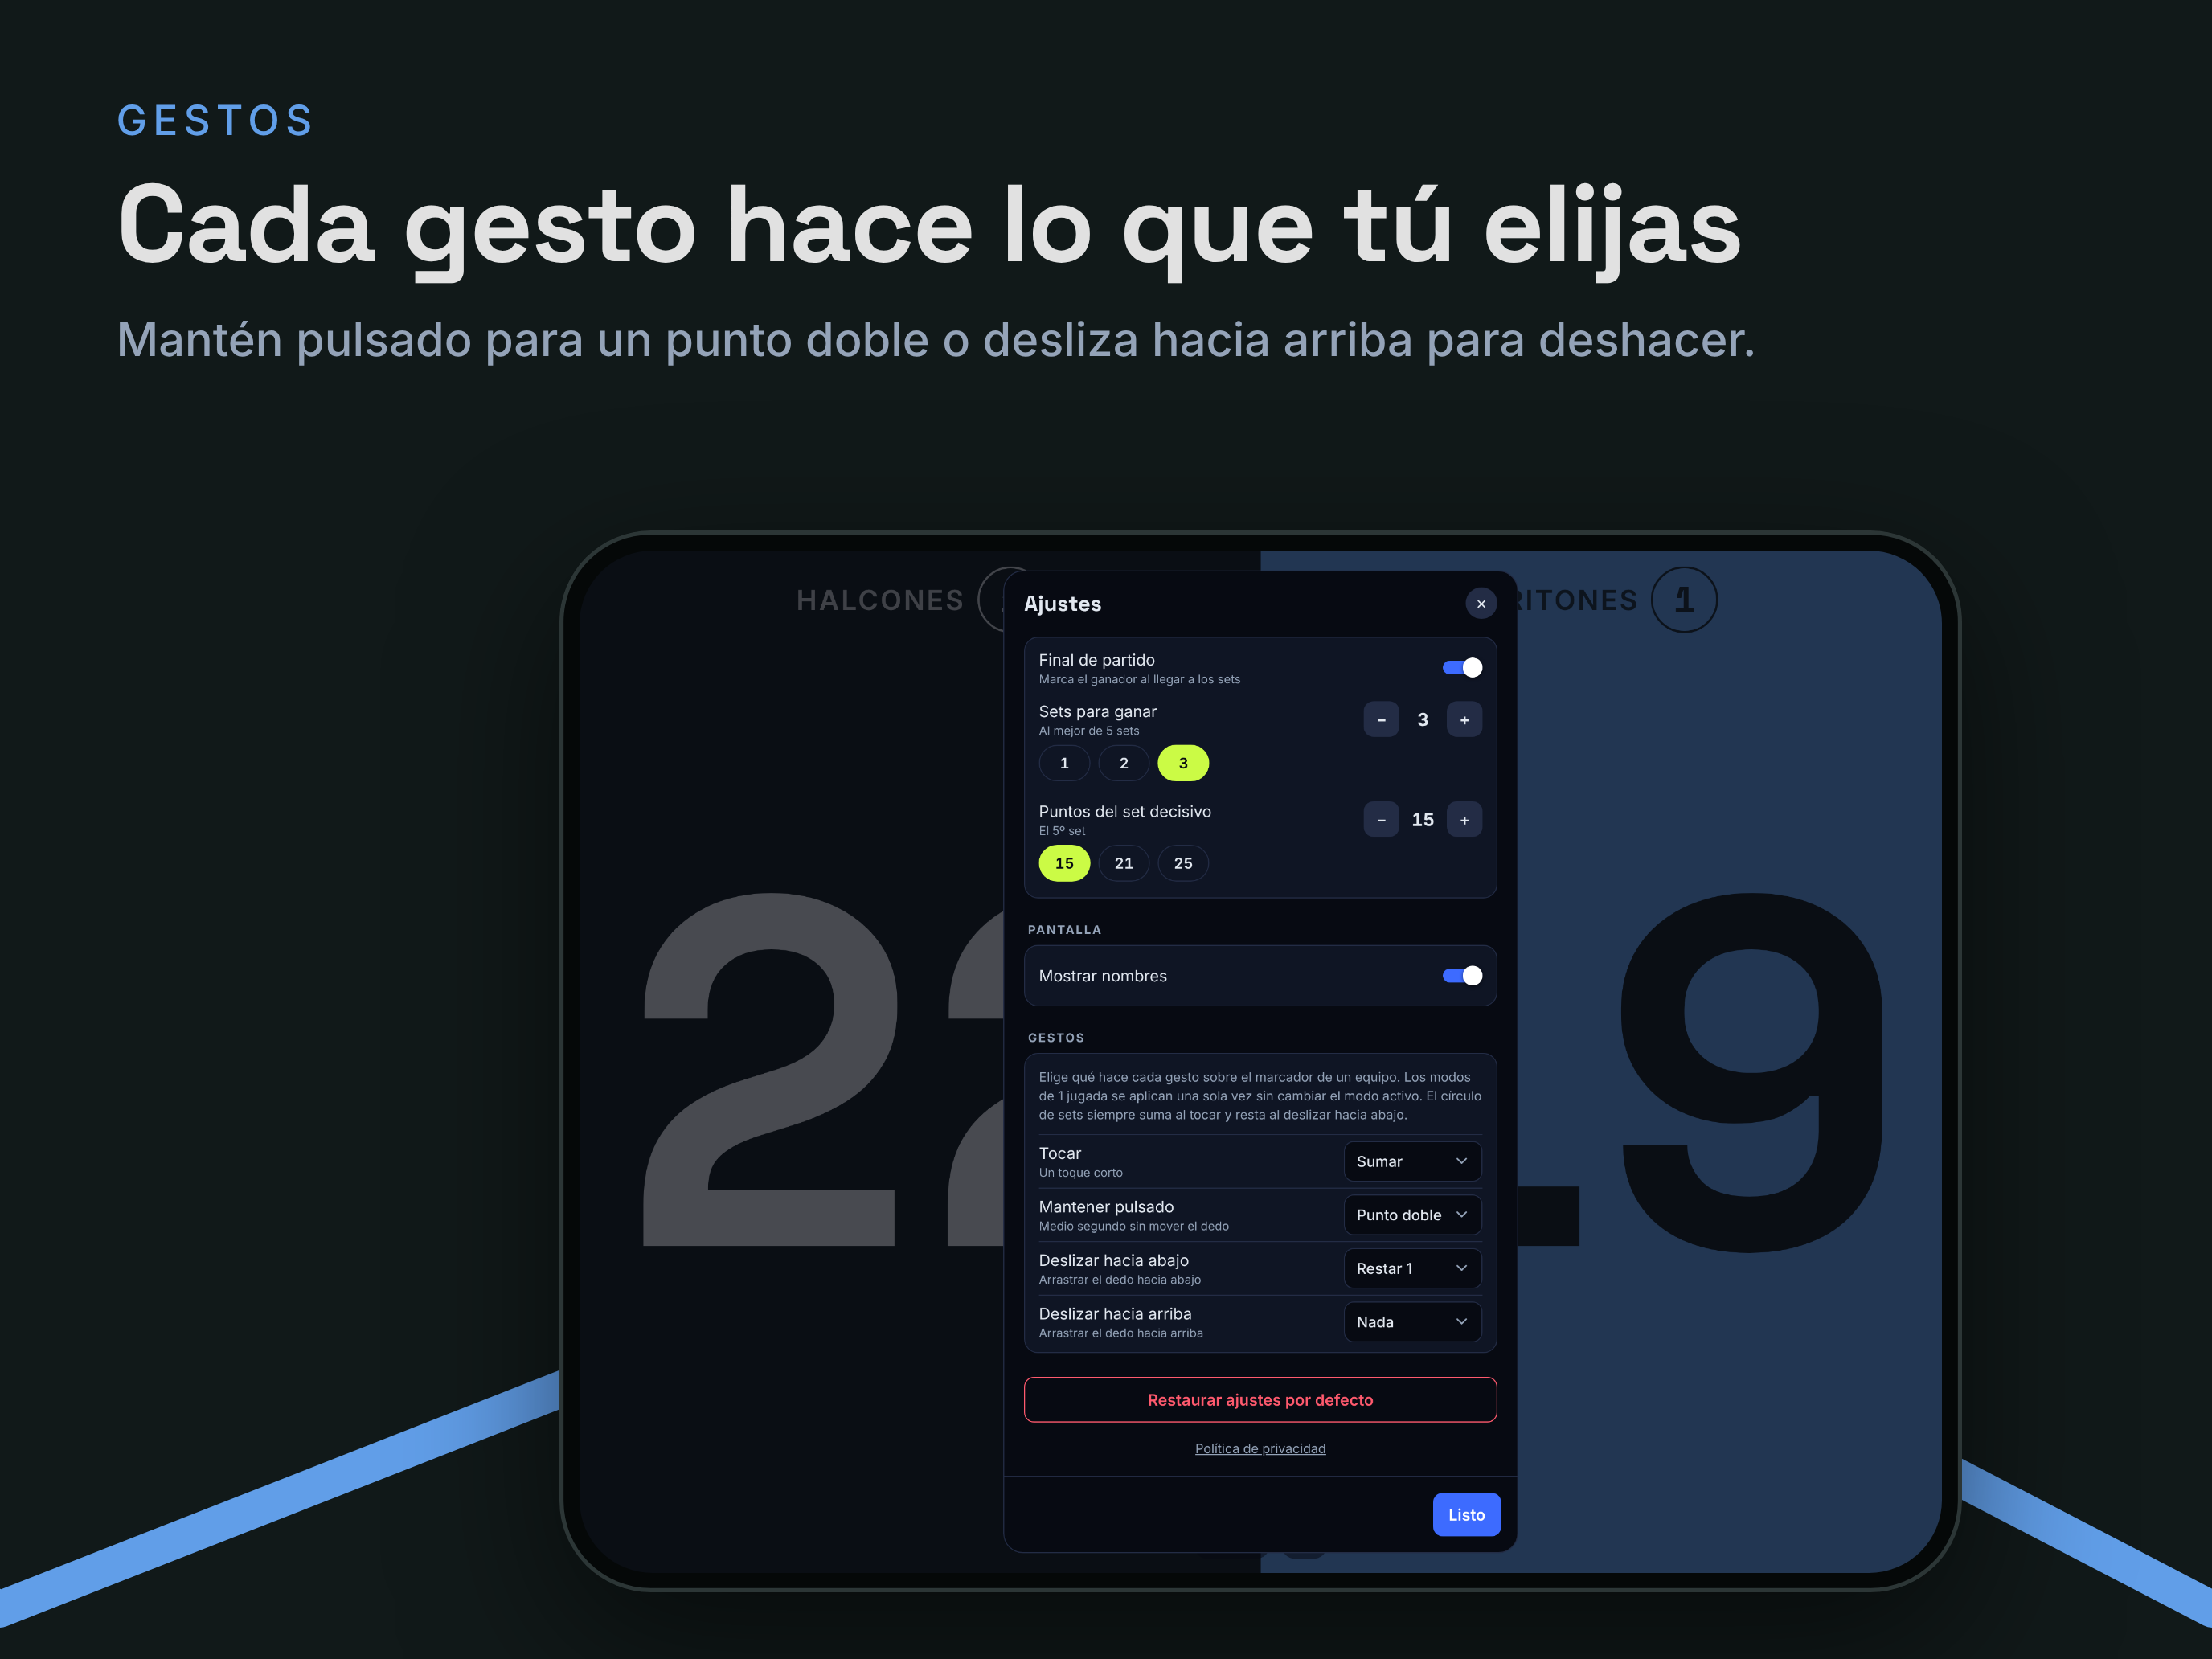 GESTOS
Cada gesto hace lo que tú elijas
Mantén pulsado para un punto doble o desliza hacia arriba para deshacer.
HALCONES
RITONES 1
Ajustes
Final de partido
Marca el ganador al llegar a los sets
Sets para ganar
Al mejor de 5 sets
− 3 +
1 2 3
Puntos del set decisivo
El 5º set
− 15 +
15 21 25
PANTALLA
Mostrar nombres
GESTOS
Elige qué hace cada gesto sobre el marcador de un equipo. Los modos
de 1 jugada se aplican una sola vez sin cambiar el modo activo. El círculo
de sets siempre suma al tocar y resta al deslizar hacia abajo.
Tocar
Un toque corto
Sumar
Mantener pulsado
Medio segundo sin mover el dedo
Punto doble
Deslizar hacia abajo
Arrastrar el dedo hacia abajo
Restar 1
Deslizar hacia arriba
Arrastrar el dedo hacia arriba
Nada
Restaurar ajustes por defecto
Política de privacidad
Listo
22
19